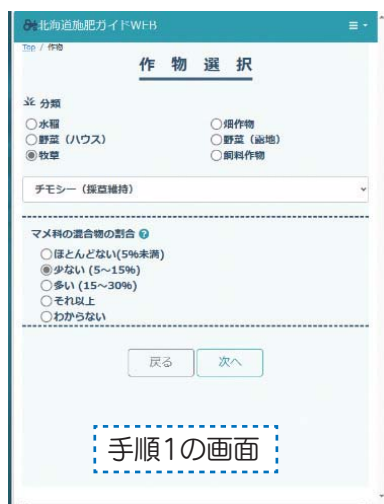 北海道施肥ガイドWEB
Top / 作物
作物選択
分類
○水稲 ○畑作物
○野菜（ハウス） ○野菜（露地）
◉牧草 ○飼料作物
チモシー（採草維持）
マメ科の混合物の割合 ?
○ほとんどない(5%未満)
◉少ない (5～15%)
○多い (15～30%)
○それ以上
○わからない
戻る 次へ
手順1の画面